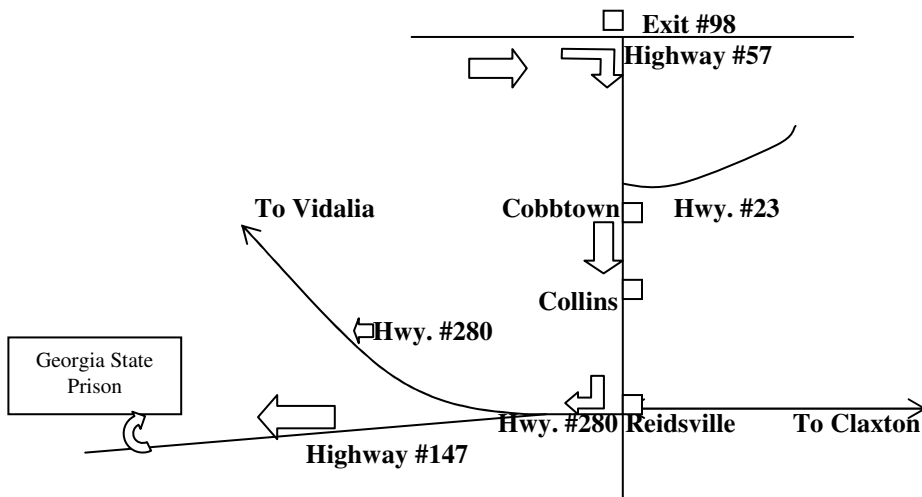 Exit #98
Highway #57
To Vidalia
Cobbtown
Hwy. #23
Collins
Hwy. #280
Georgia State
Prison
Hwy. #280 Reidsville
To Claxton
Highway #147